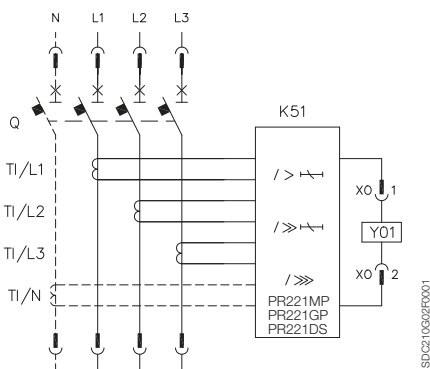 N L1 L2 L3
K51
Q
TI/L1
/ >
X0 1
TI/L2
/ ≫
Y01
TI/L3
X0 2
/ ⋙
TI/N
PR221MP
PR221GP
PR221DS
SDC210G02F0001